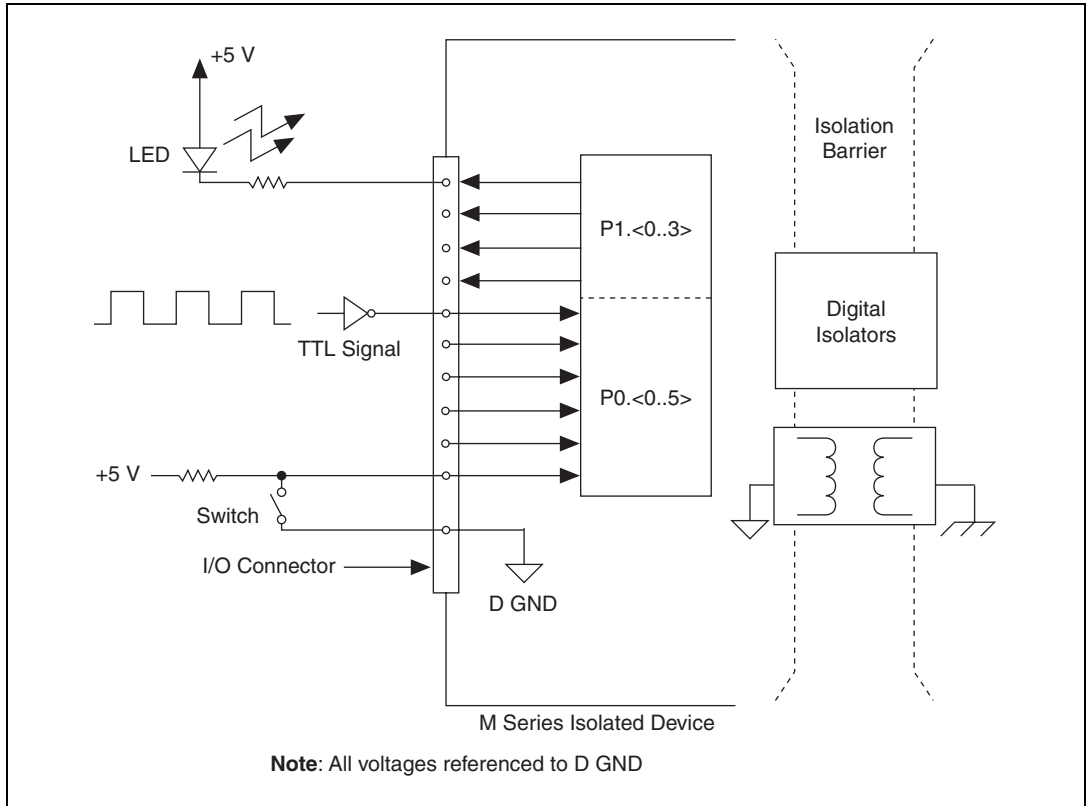 +5 V
LED
Isolation
Barrier
P1.<0..3>
TTL Signal
Digital
Isolators
P0.<0..5>
+5 V
Switch
I/O Connector
D GND
M Series Isolated Device
Note: All voltages referenced to D GND